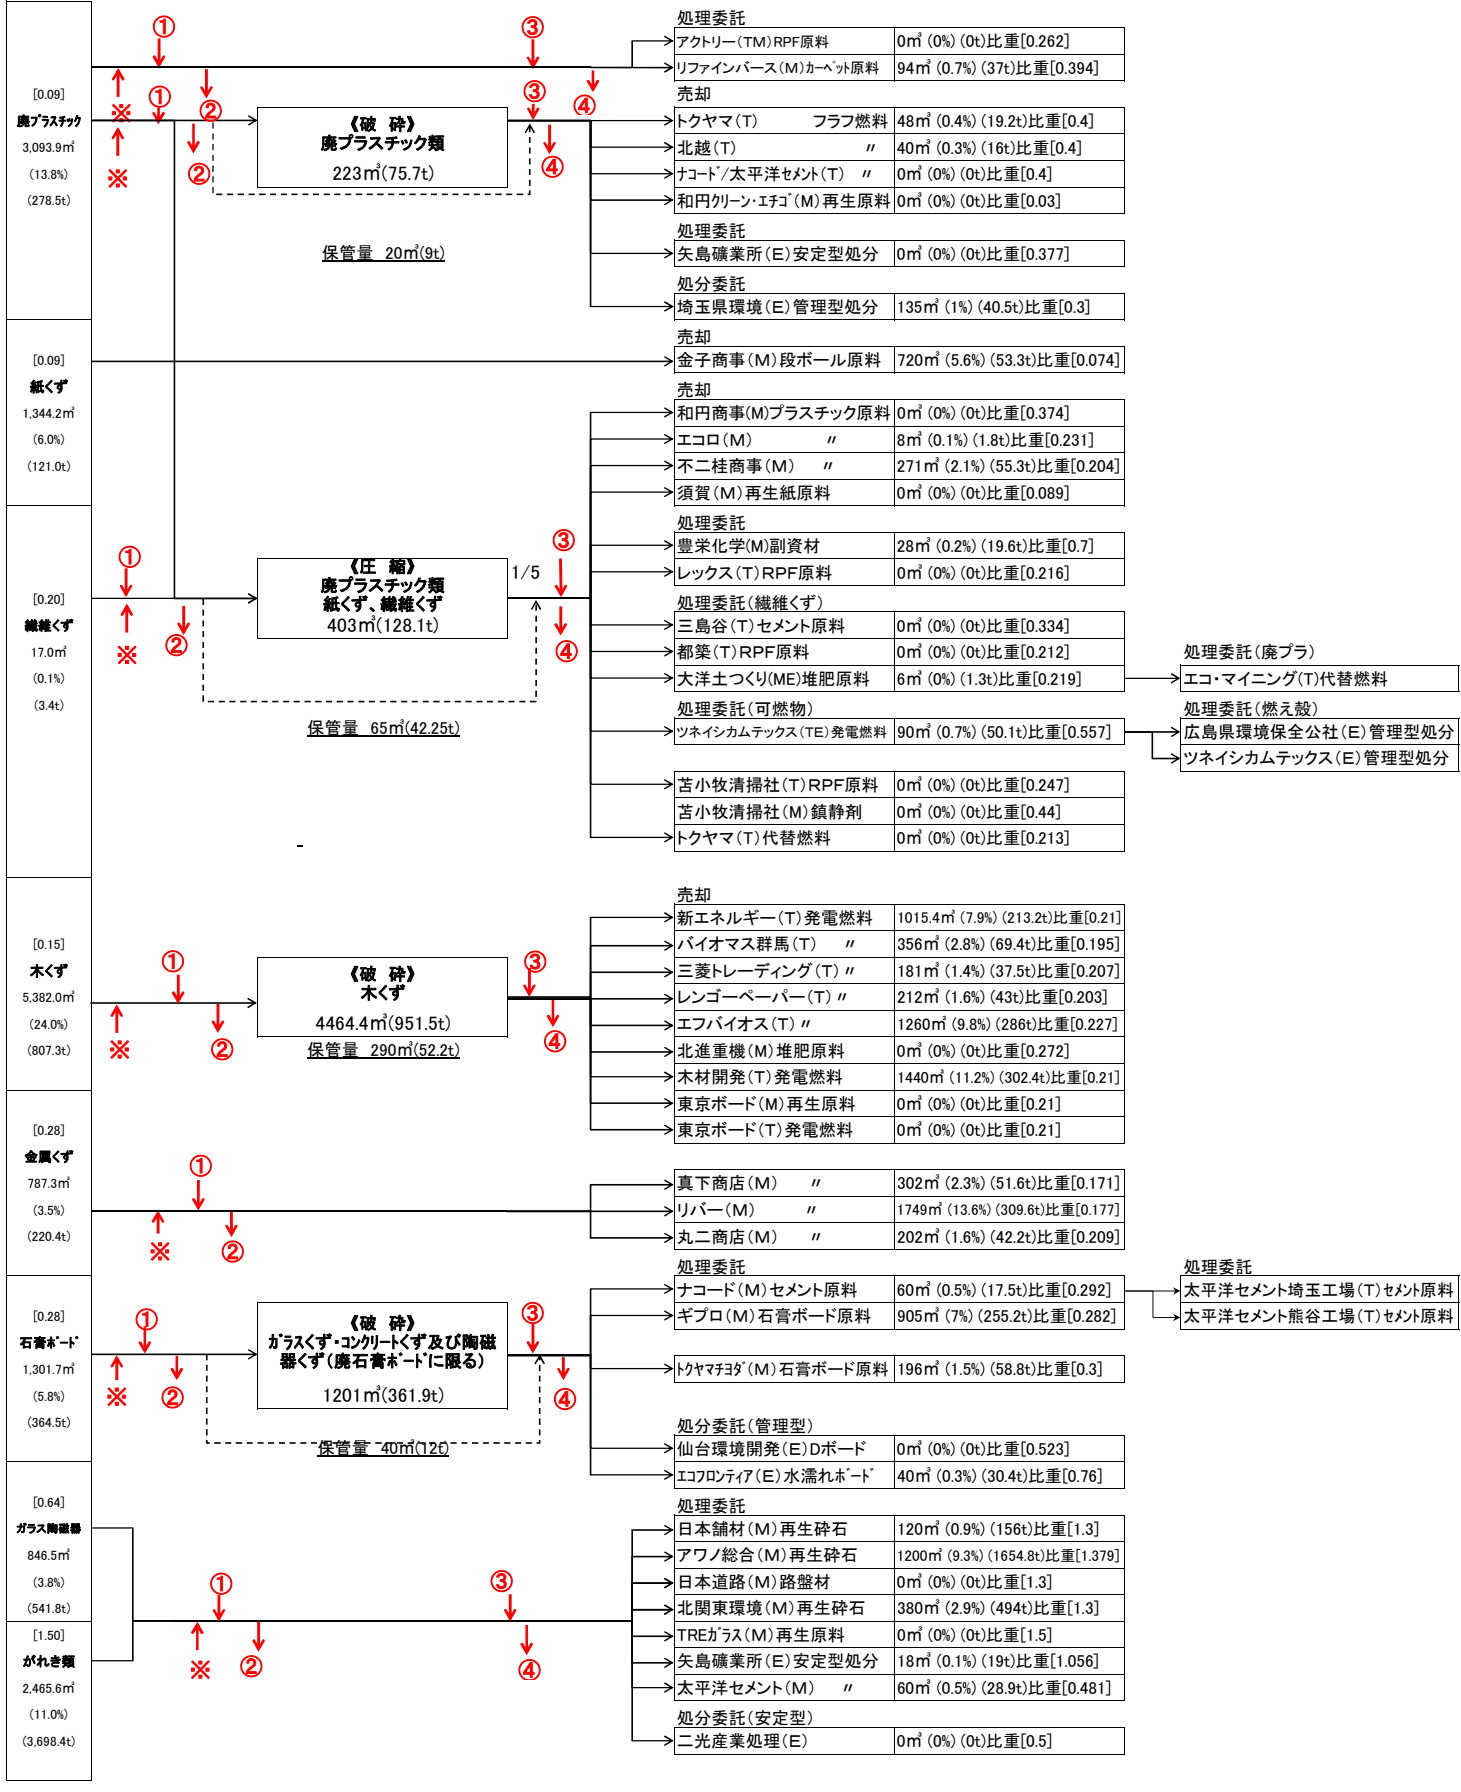 [0.09]
廃プラスチック
3,093.9㎥
(13.8%)
(278.5t)
[0.09]
紙くず
1,344.2㎥
(6.0%)
(121.0t)
[0.20]
繊維くず
17.0㎥
(0.1%)
(3.4t)
[0.15]
木くず
5,382.0㎥
(24.0%)
(807.3t)
[0.28]
金属くず
787.3㎥
(3.5%)
(220.4t)
[0.28]
石膏ボード
1,301.7㎥
(5.8%)
(364.5t)
[0.64]
ガラス陶磁器
846.5㎥
(3.8%)
(541.8t)
[1.50]
がれき類
2,465.6㎥
(11.0%)
(3,698.4t)
① ③
※ ① ② ③ ④
※ ② ④
《破 砕》
廃プラスチック類
223㎥(75.7t)
保管量 20㎥(9t)
① ③
※ ② ④
《圧 縮》
廃プラスチック類
紙くず、繊維くず
403㎥(128.1t)
1/5
保管量 65㎥(42.25t)
① ③
※ ② ④
《破 砕》
木くず
4464.4㎥(951.5t)
保管量 290㎥(52.2t)
①
※ ②
① ③
※ ② ④
《破 砕》
ガラスくず・コンクリートくず及び陶磁
器くず(廃石膏ボードに限る)
1201㎥(361.9t)
保管量 40㎥(12t)
① ③
※ ② ④
処理委託
アクトリー(TM)RPF原料 0㎥ (0%) (0t)比重[0.262]
リファインバース(M)カーペット原料 94㎥ (0.7%) (37t)比重[0.394]
売却
トクヤマ(T) フラフ燃料 48㎥ (0.4%) (19.2t)比重[0.4]
北越(T) 〃 40㎥ (0.3%) (16t)比重[0.4]
ナコード/太平洋セメント(T) 〃 0㎥ (0%) (0t)比重[0.4]
和円クリーン・エチゴ(M)再生原料 0㎥ (0%) (0t)比重[0.03]
処理委託
矢島礦業所(E)安定型処分 0㎥ (0%) (0t)比重[0.377]
処分委託
埼玉県環境(E)管理型処分 135㎥ (1%) (40.5t)比重[0.3]
売却
金子商事(M)段ボール原料 720㎥ (5.6%) (53.3t)比重[0.074]
売却
和円商事(M)プラスチック原料 0㎥ (0%) (0t)比重[0.374]
エコロ(M) 〃 8㎥ (0.1%) (1.8t)比重[0.231]
不二桂商事(M) 〃 271㎥ (2.1%) (55.3t)比重[0.204]
須賀(M)再生紙原料 0㎥ (0%) (0t)比重[0.089]
処理委託
豊栄化学(M)副資材 28㎥ (0.2%) (19.6t)比重[0.7]
レックス(T)RPF原料 0㎥ (0%) (0t)比重[0.216]
処理委託(繊維くず)
三島谷(T)セメント原料 0㎥ (0%) (0t)比重[0.334]
都築(T)RPF原料 0㎥ (0%) (0t)比重[0.212]
大洋土つくり(ME)堆肥原料 6㎥ (0%) (1.3t)比重[0.219]
処理委託(可燃物)
ツネイシカムテックス(TE)発電燃料 90㎥ (0.7%) (50.1t)比重[0.557]
苫小牧清掃社(T)RPF原料 0㎥ (0%) (0t)比重[0.247]
苫小牧清掃社(M)鎮静剤 0㎥ (0%) (0t)比重[0.44]
トクヤマ(T)代替燃料 0㎥ (0%) (0t)比重[0.213]
処理委託(廃プラ)
エコ・マイニング(T)代替燃料
処理委託(燃え殻)
広島県環境保全公社(E)管理型処分
ツネイシカムテックス(E)管理型処分
売却
新エネルギー(T)発電燃料 1015.4㎥ (7.9%) (213.2t)比重[0.21]
バイオマス群馬(T) 〃 356㎥ (2.8%) (69.4t)比重[0.195]
三菱トレーディング(T)〃 181㎥ (1.4%) (37.5t)比重[0.207]
レンゴーペーパー(T)〃 212㎥ (1.6%) (43t)比重[0.203]
エフバイオス(T)〃 1260㎥ (9.8%) (286t)比重[0.227]
北進重機(M)堆肥原料 0㎥ (0%) (0t)比重[0.272]
木材開発(T)発電燃料 1440㎥ (11.2%) (302.4t)比重[0.21]
東京ボード(M)再生原料 0㎥ (0%) (0t)比重[0.21]
東京ボード(T)発電燃料 0㎥ (0%) (0t)比重[0.21]
真下商店(M) 〃 302㎥ (2.3%) (51.6t)比重[0.171]
リバー(M) 〃 1749㎥ (13.6%) (309.6t)比重[0.177]
丸二商店(M) 〃 202㎥ (1.6%) (42.2t)比重[0.209]
処理委託
ナコード(M)セメント原料 60㎥ (0.5%) (17.5t)比重[0.292]
ギプロ(M)石膏ボード原料 905㎥ (7%) (255.2t)比重[0.282]
トクヤマチヨダ(M)石膏ボード原料 196㎥ (1.5%) (58.8t)比重[0.3]
処理委託
太平洋セメント埼玉工場(T)セメント原料
太平洋セメント熊谷工場(T)セメント原料
処分委託(管理型)
仙台環境開発(E)Dボード 0㎥ (0%) (0t)比重[0.523]
エコフロンティア(E)水濡れボード 40㎥ (0.3%) (30.4t)比重[0.76]
処理委託
日本舗材(M)再生砕石 120㎥ (0.9%) (156t)比重[1.3]
アワノ総合(M)再生砕石 1200㎥ (9.3%) (1654.8t)比重[1.379]
日本道路(M)路盤材 0㎥ (0%) (0t)比重[1.3]
北関東環境(M)再生砕石 380㎥ (2.9%) (494t)比重[1.3]
TREガラス(M)再生原料 0㎥ (0%) (0t)比重[1.5]
矢島礦業所(E)安定型処分 18㎥ (0.1%) (19t)比重[1.056]
太平洋セメント(M) 〃 60㎥ (0.5%) (28.9t)比重[0.481]
処分委託(安定型)
二光産業処理(E) 0㎥ (0%) (0t)比重[0.5]